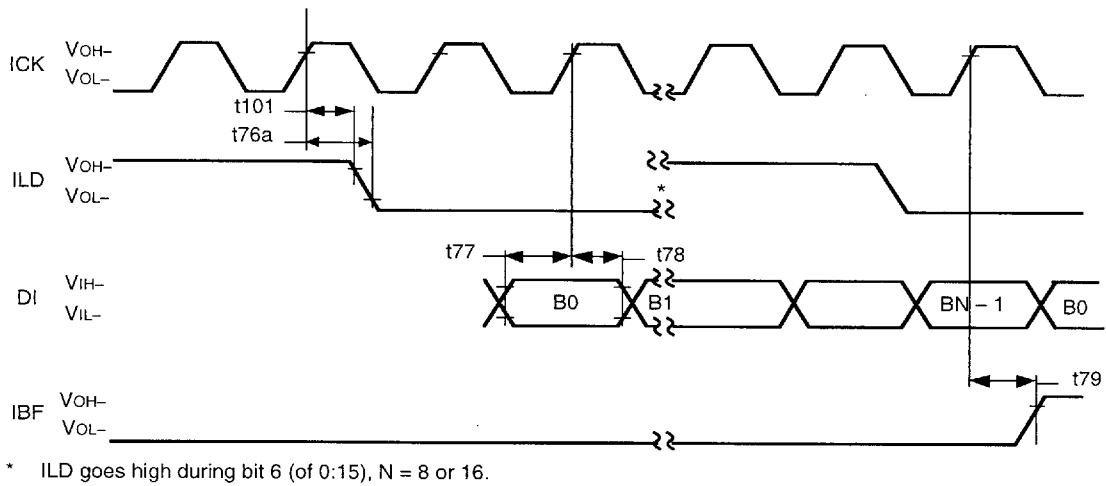 ICK
VOH–
VOL–
t101
t76a
ILD
VOH–
VOL–
*
t77
t78
DI
VIH–
VIL–
B0
B1
BN – 1
B0
t79
IBF
VOH–
VOL–
* ILD goes high during bit 6 (of 0:15), N = 8 or 16.